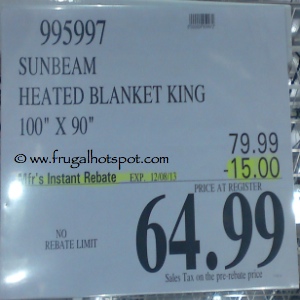 995997
SUNBEAM
HEATED BLANKET KING
100" X 90"
© www.frugalhotspot.com
79.99
Mfr's Instant Rebate EXP. 12/08/13 -15.00
PRICE AT REGISTER
NO
REBATE LIMIT
64.99
Sales Tax on the pre-rebate price